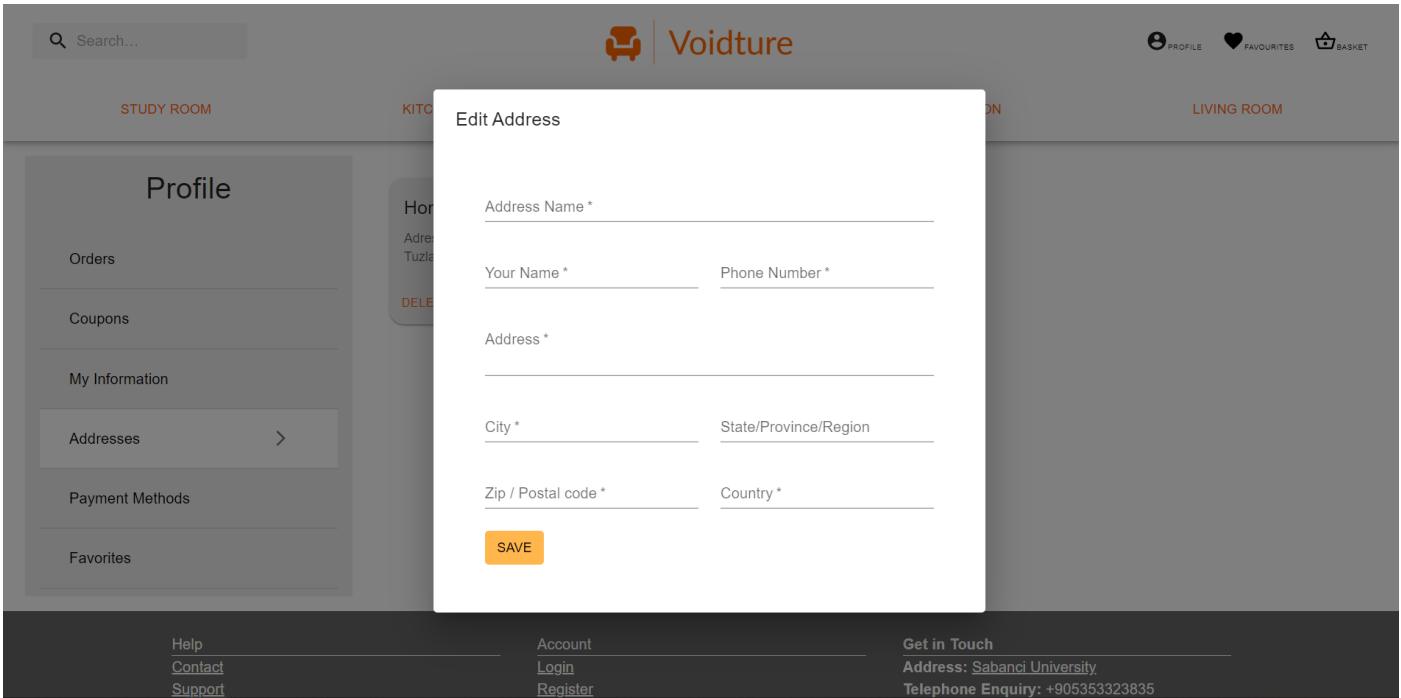 Search...
Voidture
PROFILE
FAVOURITES
BASKET
STUDY ROOM
LIVING ROOM
Edit Address
Address Name *
Your Name *
Phone Number *
Address *
City *
State/Province/Region
Zip / Postal code *
Country *
SAVE
Profile
Orders
Coupons
My Information
Addresses
Payment Methods
Favorites
Help
Contact
Support
Account
Login
Register
Get in Touch
Address: Sabanci University
Telephone Enquiry: +905353323835